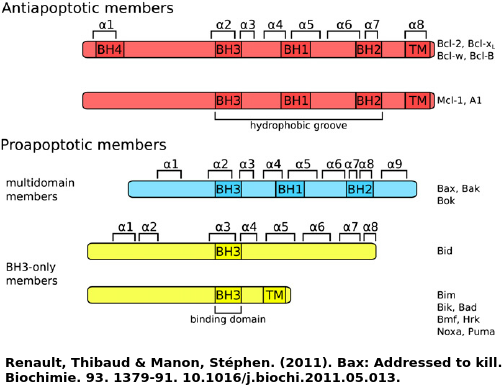 Antiapoptotic members
α1 α2 α3 α4 α5 α6 α7 α8
BH4 BH3 BH1 BH2 TM
Bcl-2, Bcl-xL
Bcl-w, Bcl-B
BH3 BH1 BH2 TM
Mcl-1, A1
hydrophobic groove
Proapoptotic members
α1 α2 α3 α4 α5 α6 α7 α8 α9
multidomain
members
BH3 BH1 BH2
Bax, Bak
Bok
α1 α2 α3 α4 α5 α6 α7 α8
BH3
Bid
BH3-only
members
BH3 TM
Bim
Bik, Bad
Bmf, Hrk
Noxa, Puma
binding domain
Renault, Thibaud & Manon, Stéphen. (2011). Bax: Addressed to kill.
Biochimie. 93. 1379-91. 10.1016/j.biochi.2011.05.013.